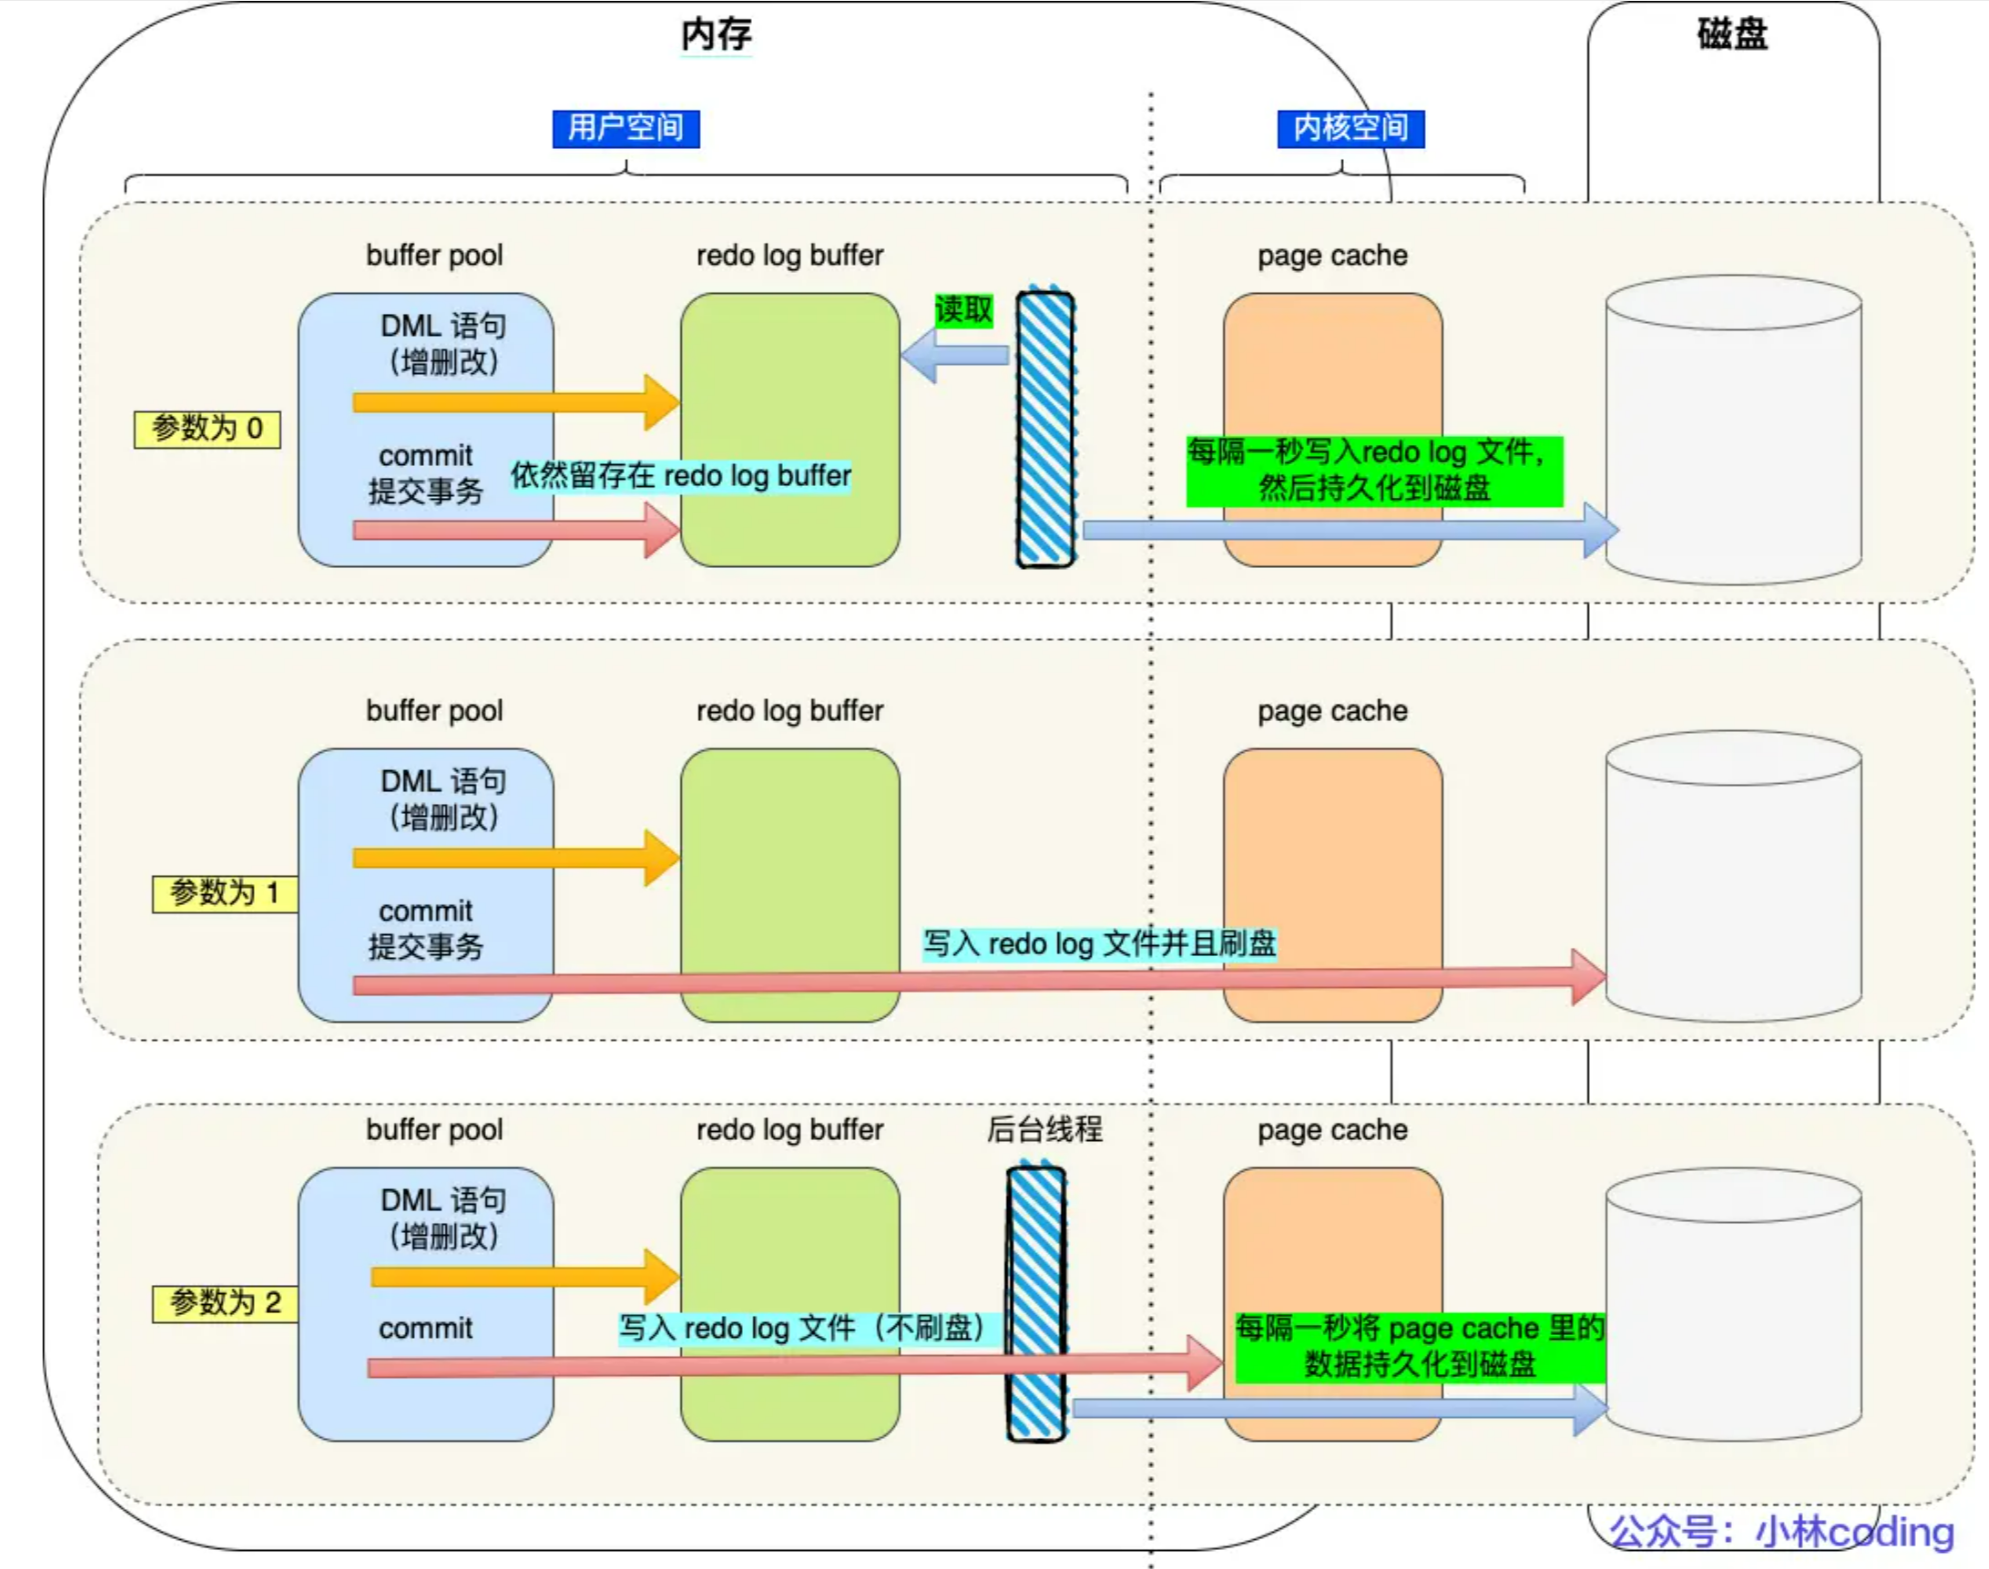 内存
磁盘
用户空间
内核空间
buffer pool
redo log buffer
page cache
DML 语句
（增删改）
读取
参数为 0
commit
提交事务
依然留存在 redo log buffer
每隔一秒写入redo log 文件，
然后持久化到磁盘
buffer pool
redo log buffer
page cache
DML 语句
（增删改）
参数为 1
commit
提交事务
写入 redo log 文件并且刷盘
buffer pool
redo log buffer
后台线程
page cache
DML 语句
（增删改）
参数为 2
commit
写入 redo log 文件（不刷盘）
每隔一秒将 page cache 里的
数据持久化到磁盘
公众号：小林coding